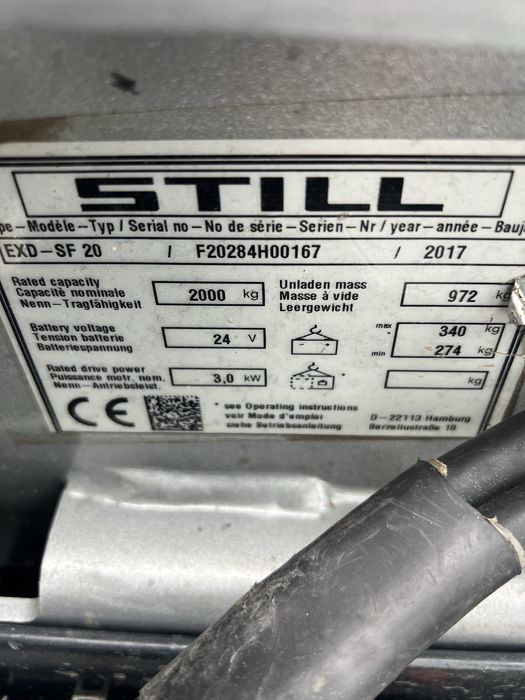 STILL
pe–Modèle–Typ / Serial no – No de série – Serien – Nr / year – année – Bauj
EXD–SF 20 / F20284H00167 / 2017
Rated capacity
Capacité nominale
Nenn – Tragfähigkeit
2000 kg
Unladen mass
Masse à vide
Leergewicht
972 kg
Battery voltage
Tension batterie
Batteriespannung
24 V
max 340 kg
min 274 kg
Rated drive power
Puissance motr. nom.
Nenn–Antriebsleist.
3,0 kW
kg
CE
* see Operating instructions
voir Mode d'emploi
siehe Betriebsanleitung
D–22113 Hamburg
Berzeliusstraße 10